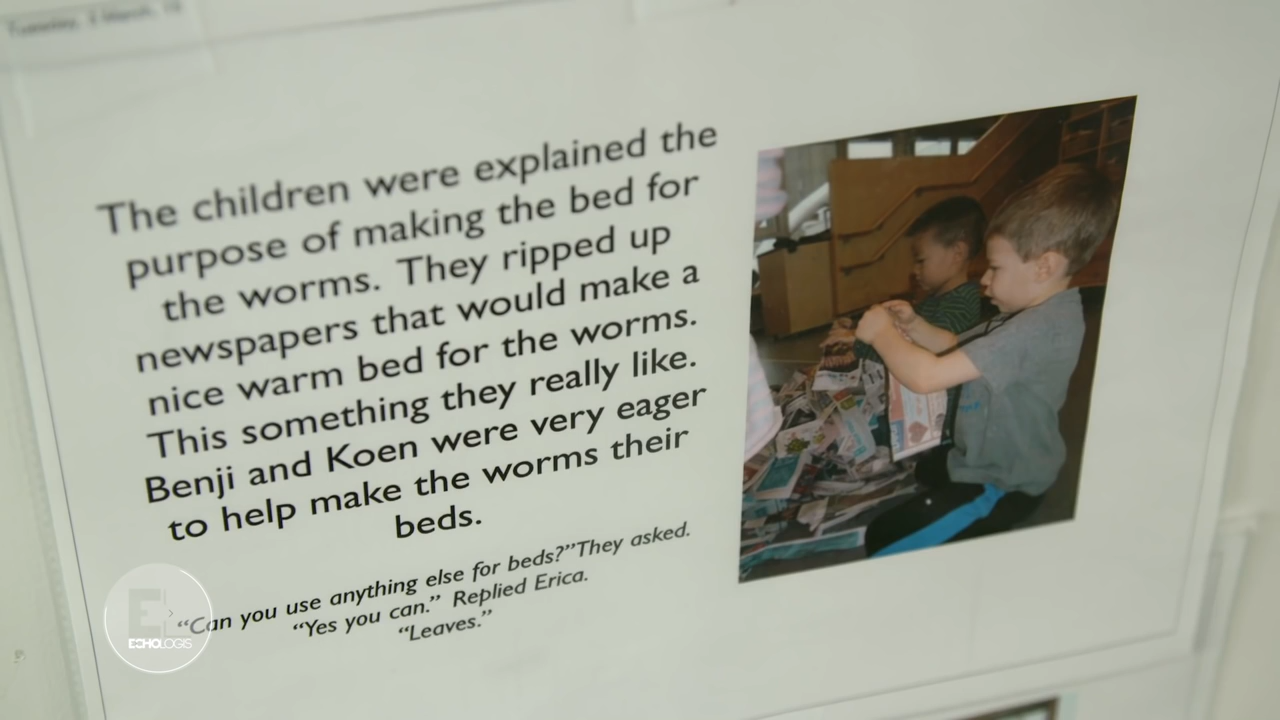 The children were explained the
purpose of making the bed for
the worms. They ripped up
newspapers that would make a
nice warm bed for the worms.
This something they really like.
Benji and Koen were very eager
to help make the worms their
beds.
“Can you use anything else for beds?”They asked.
“Yes you can.” Replied Erica.
“Leaves.”
EL
ECHOLOGIS